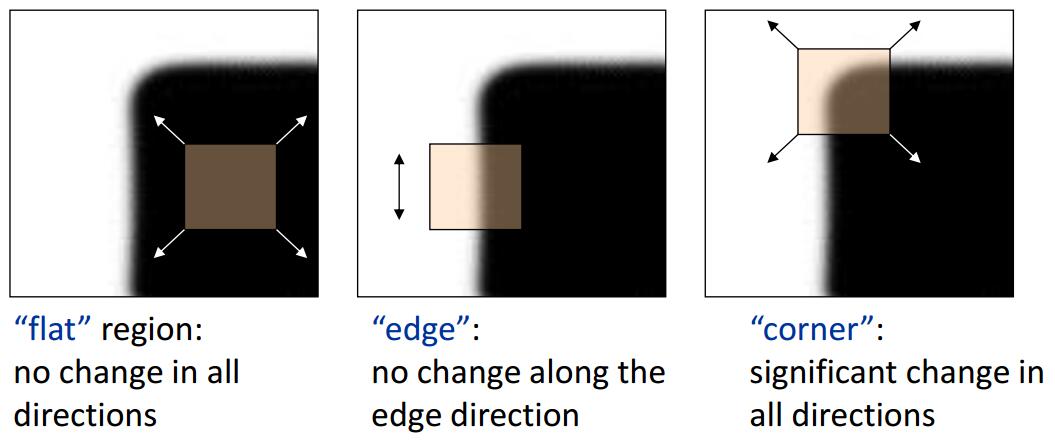 “flat” region:
no change in all
directions
“edge”:
no change along the
edge direction
“corner”:
significant change in
all directions